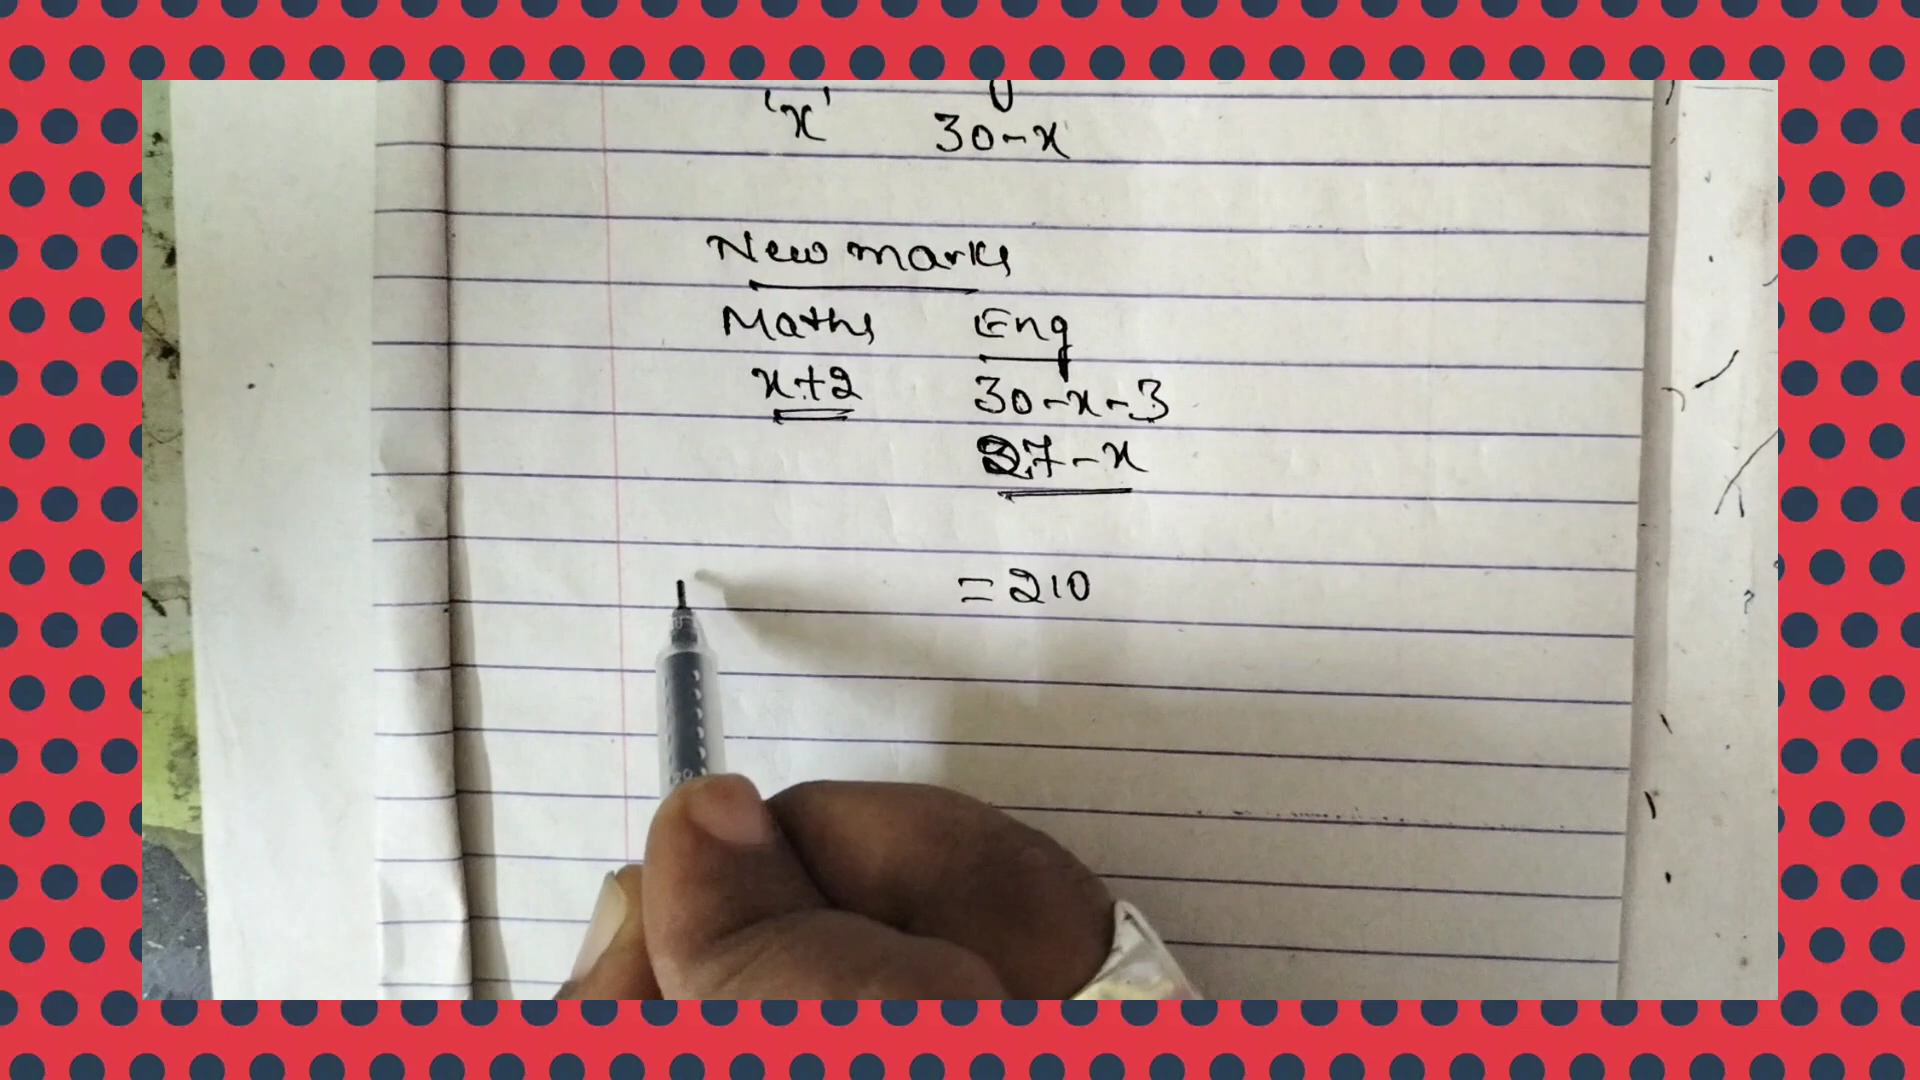 'x' 30-x
New marks
Maths Eng
x+2 30-x-3
27-x
=210